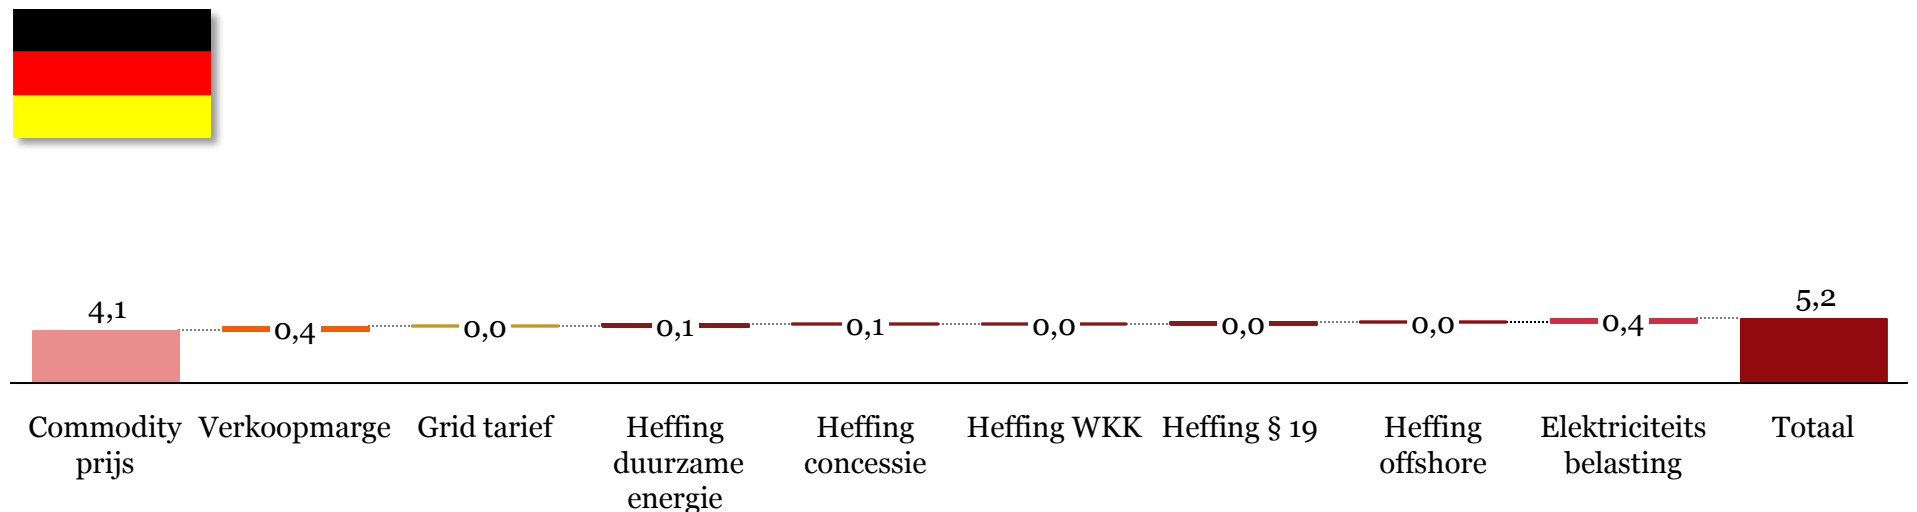 4,1
0,4
0,0
0,1
0,1
0,0
0,0
0,0
0,4
5,2
Commodity
prijs
Verkoopmarge
Grid tarief
Heffing
duurzame
energie
Heffing
concessie
Heffing WKK
Heffing § 19
Heffing
offshore
Elektriciteits
belasting
Totaal